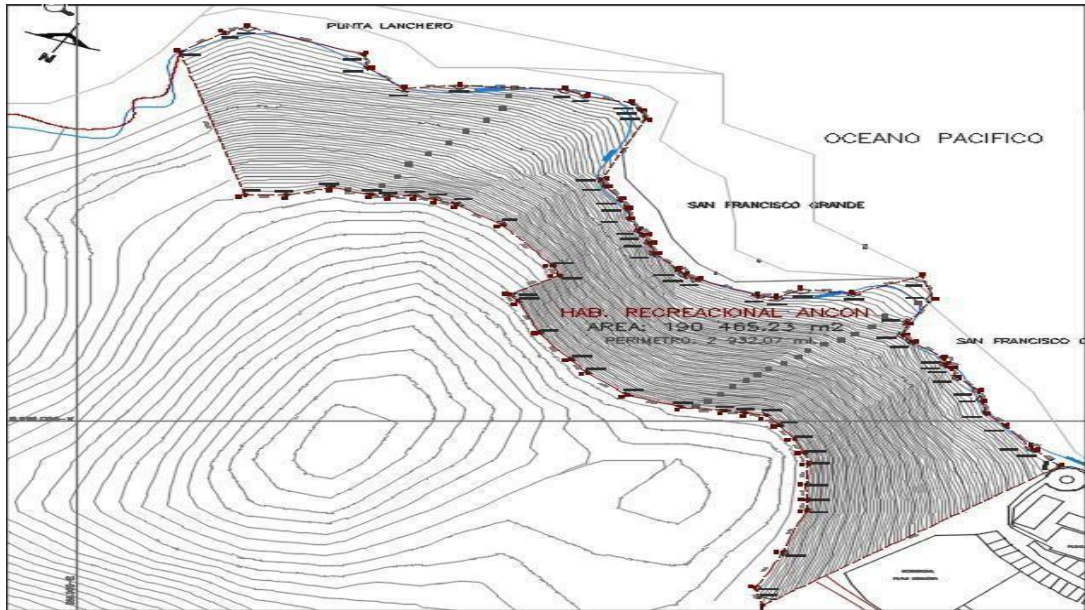 PUNTA LANCHERO
N
OCEANO PACIFICO
SAN FRANCISCO GRANDE
HAB. RECREACIONAL ANCON
AREA: 190 465.23 m2
PERIMETRO: 2 932.07 ml.
SAN FRANCISCO